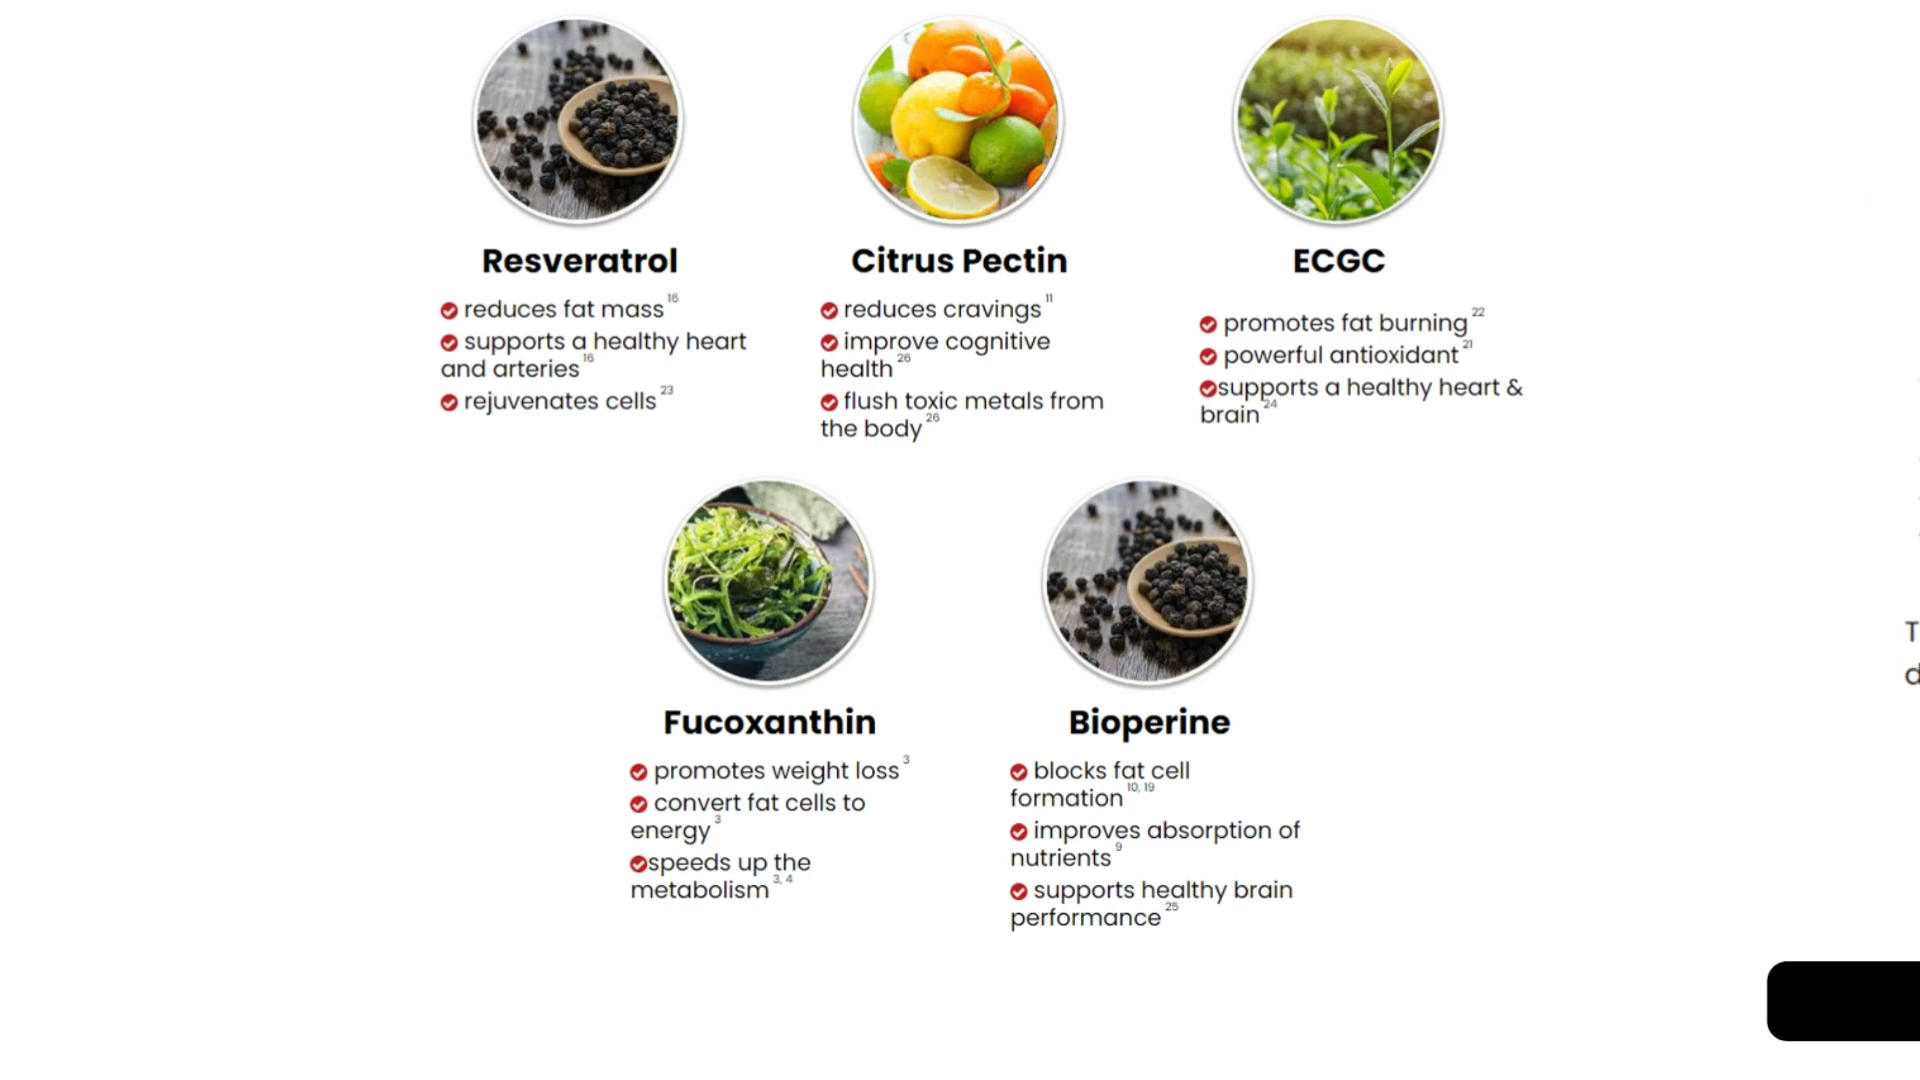 Resveratrol
reduces fat mass 16
supports a healthy heart
and arteries 16
rejuvenates cells 23
Citrus Pectin
reduces cravings 11
improve cognitive
health 26
flush toxic metals from
the body 26
ECGC
promotes fat burning 22
powerful antioxidant 21
supports a healthy heart &
brain 24
Fucoxanthin
promotes weight loss 3
convert fat cells to
energy 3
speeds up the
metabolism 3, 4
Bioperine
blocks fat cell
formation 10, 19
improves absorption of
nutrients 9
supports healthy brain
performance 25
T
d